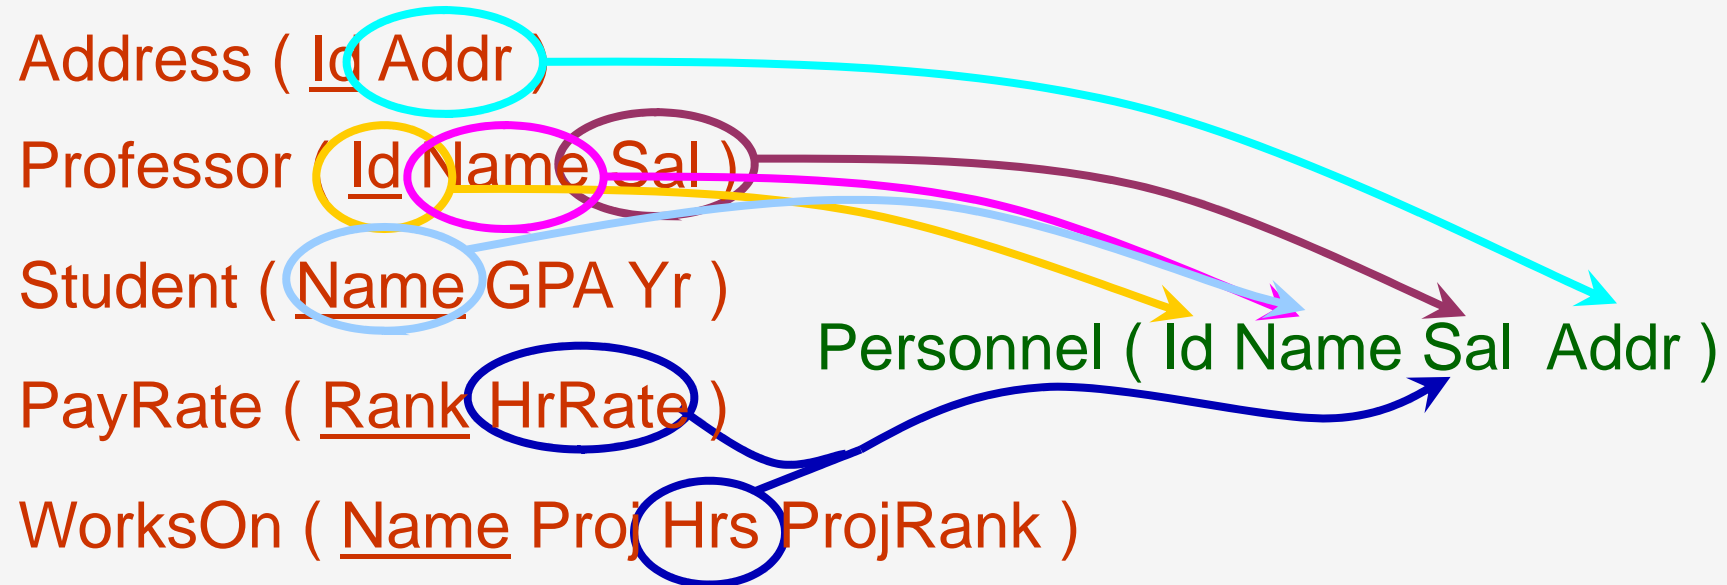 Address ( Id Addr )
Professor ( Id Name Sal )
Student ( Name GPA Yr )
Personnel ( Id Name Sal Addr )
PayRate ( Rank HrRate )
WorksOn ( Name Proj Hrs ProjRank )